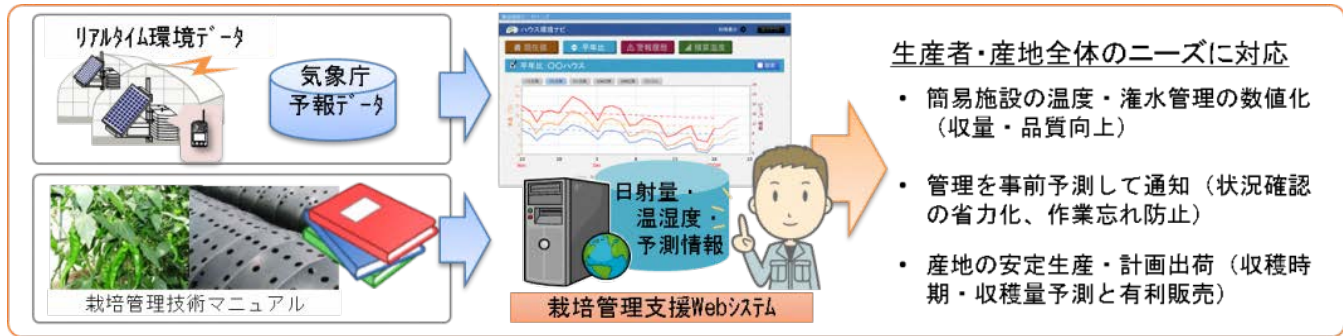 リアルタイム環境データ
気象庁
予報データ
栽培管理技術マニュアル
ハウス環境ナビ
平年比
警報履歴
積算温度
平年比 〇〇ハウス
日射量・
温湿度・
予測情報
栽培管理支援Webシステム
生産者・産地全体のニーズに対応
• 簡易施設の温度・潅水管理の数値化
(収量・品質向上)
• 管理を事前予測して通知(状況確認
の省力化、作業忘れ防止)
• 産地の安定生産・計画出荷(収穫時
期・収穫量予測と有利販売)